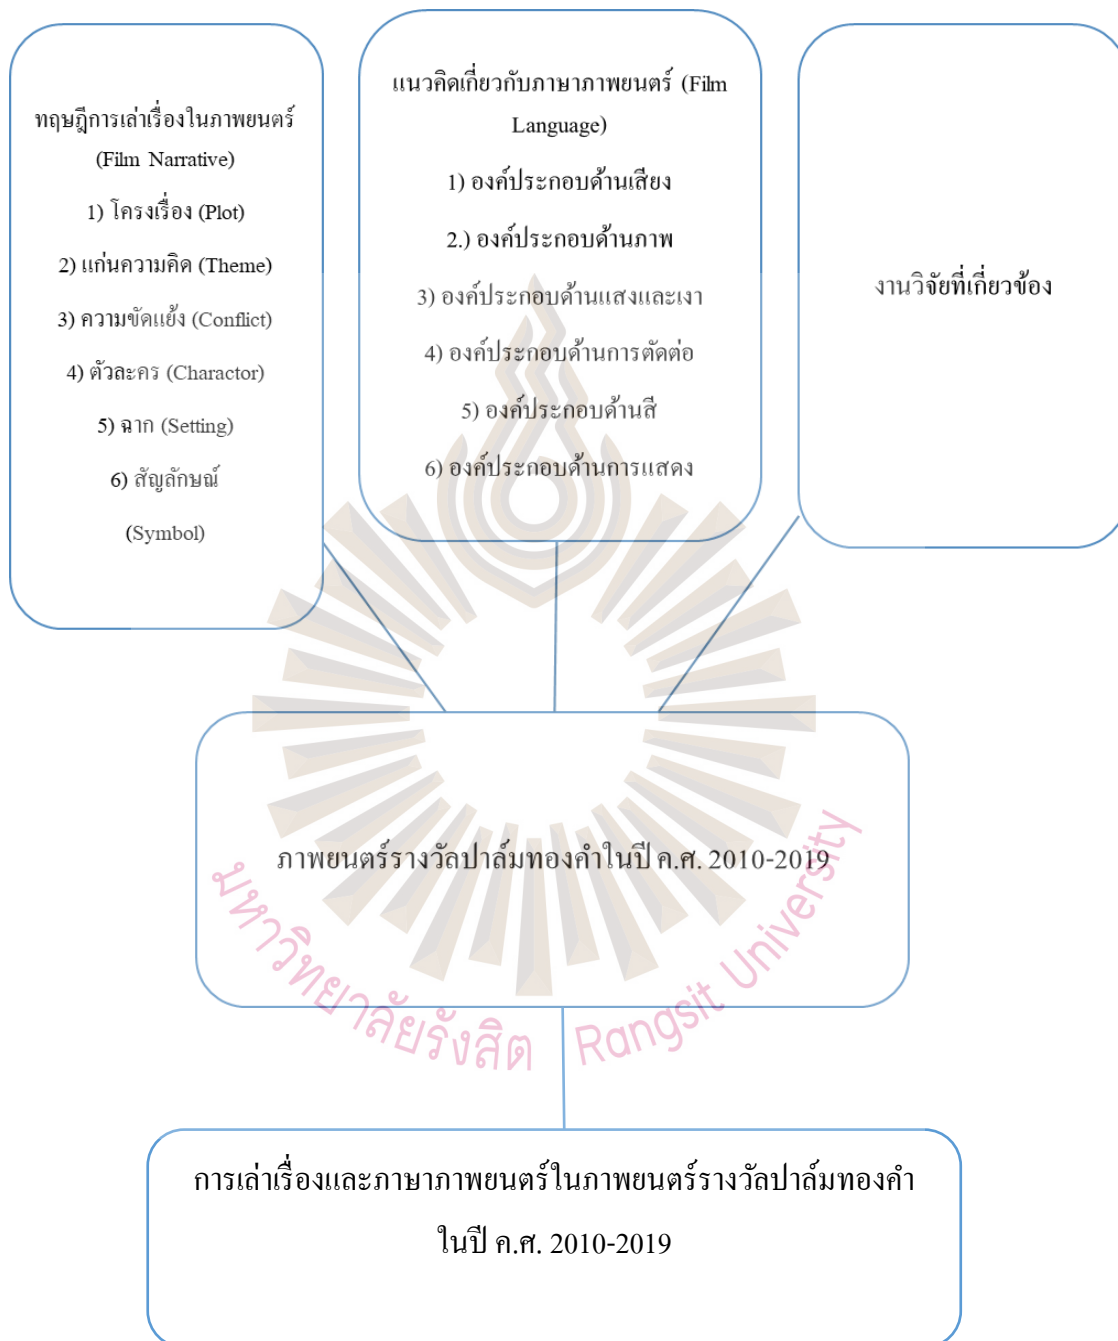 ทฤษฎีการเล่าเรื่องในภาพยนตร์
(Film Narrative)
1) โครงเรื่อง (Plot)
2) แก่นความคิด (Theme)
3) ความขัดแย้ง (Conflict)
4) ตัวละคร (Charactor)
5) ฉาก (Setting)
6) สัญลักษณ์
(Symbol)
แนวคิดเกี่ยวกับภาษาภาพยนตร์ (Film
Language)
1) องค์ประกอบด้านเสียง
2.) องค์ประกอบด้านภาพ
3) องค์ประกอบด้านแสงและเงา
4) องค์ประกอบด้านการตัดต่อ
5) องค์ประกอบด้านสี
6) องค์ประกอบด้านการแสดง
งานวิจัยที่เกี่ยวข้อง
ภาพยนตร์รางวัลปาล์มทองคำในปี ค.ศ. 2010-2019
มหาวิทยาลัยรังสิต Rangsit University
การเล่าเรื่องและภาษาภาพยนตร์ในภาพยนตร์รางวัลปาล์มทองคำ
ในปี ค.ศ. 2010-2019